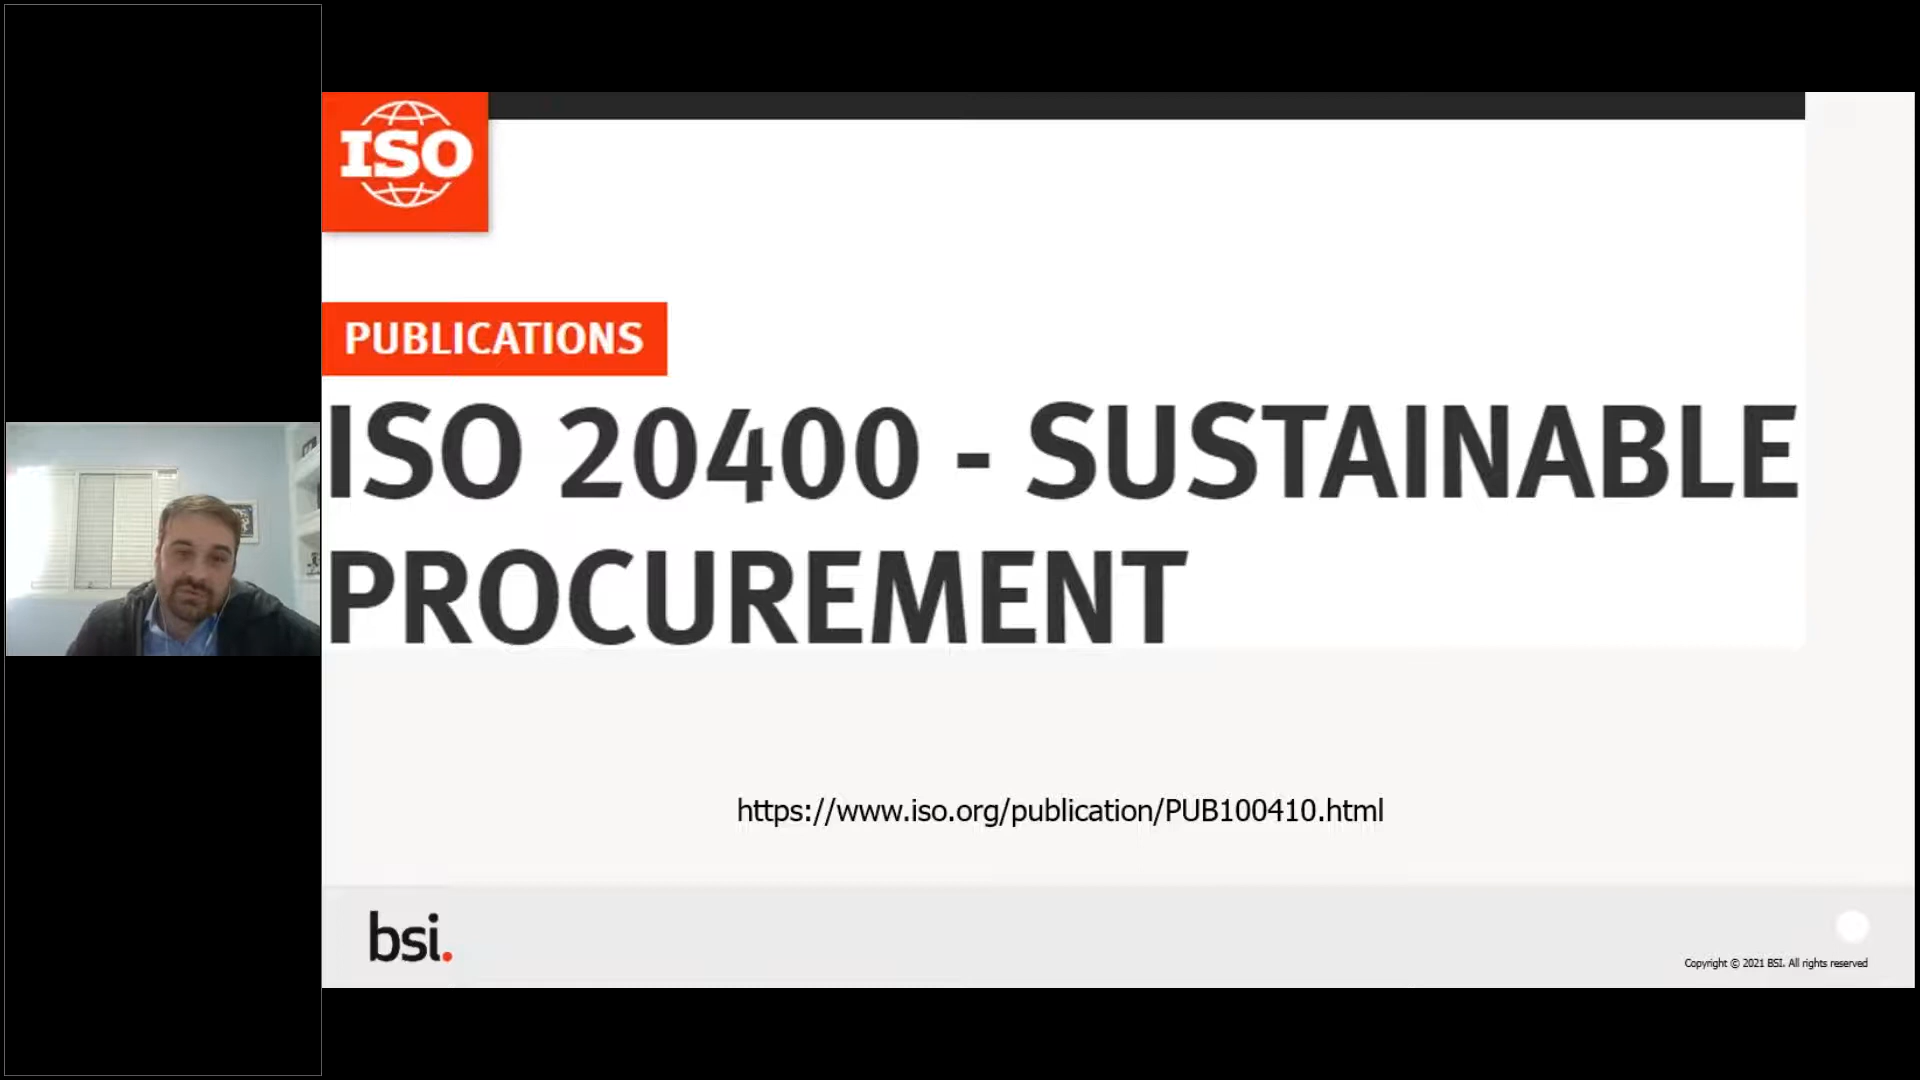 ISO
PUBLICATIONS
ISO 20400 - SUSTAINABLE
PROCUREMENT
https://www.iso.org/publication/PUB100410.html
bsi.
Copyright © 2021 BSI. All rights reserved